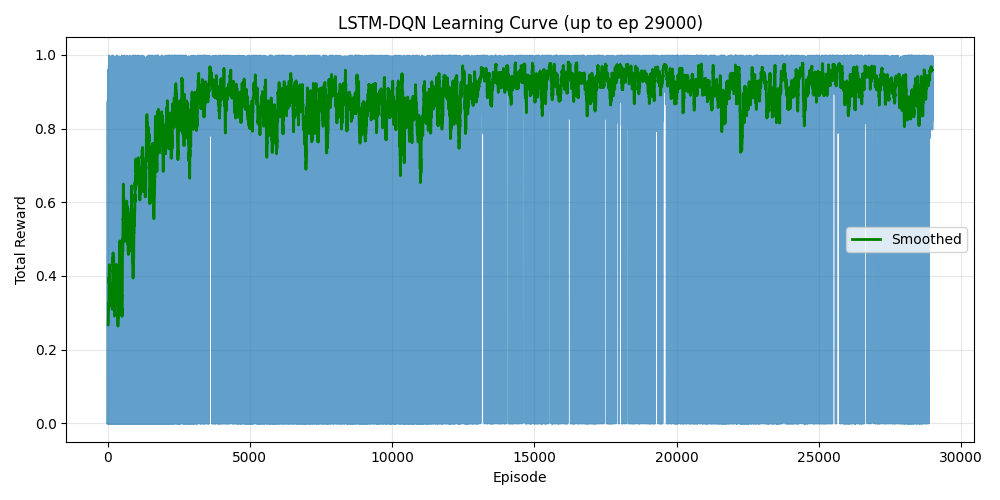 LSTM-DQN Learning Curve (up to ep 29000)
Total Reward
1.0
0.8
0.6
0.4
0.2
0.0
Smoothed
0 5000 10000 15000 20000 25000 30000
Episode